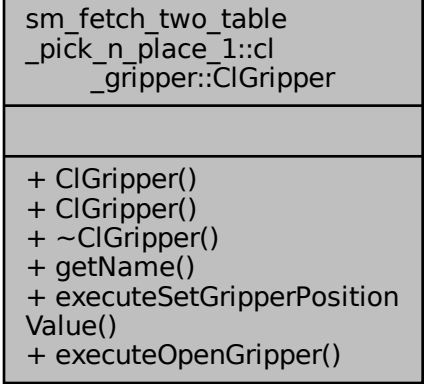 sm_fetch_two_table
_pick_n_place_1::cl
_gripper::ClGripper
+ ClGripper()
+ ClGripper()
+ ~ClGripper()
+ getName()
+ executeSetGripperPosition
Value()
+ executeOpenGripper()